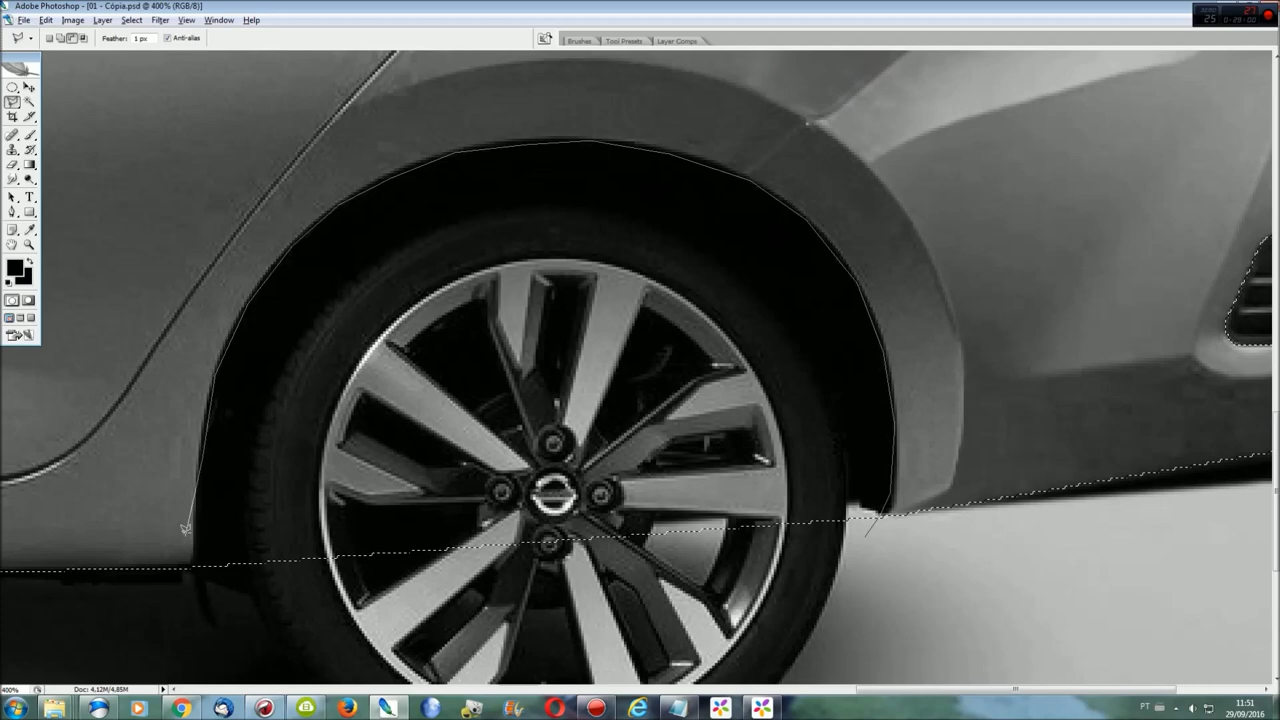 Adobe Photoshop - [01 - Cópia.psd @ 400% (RGB/8)]
File Edit Image Layer Select Filter View Window Help
Feather: 1 px Anti-alias Brushes Tool Presets Layer Comps
400% Doc: 4,12M/4,85M
PT 11:51
29/09/2016